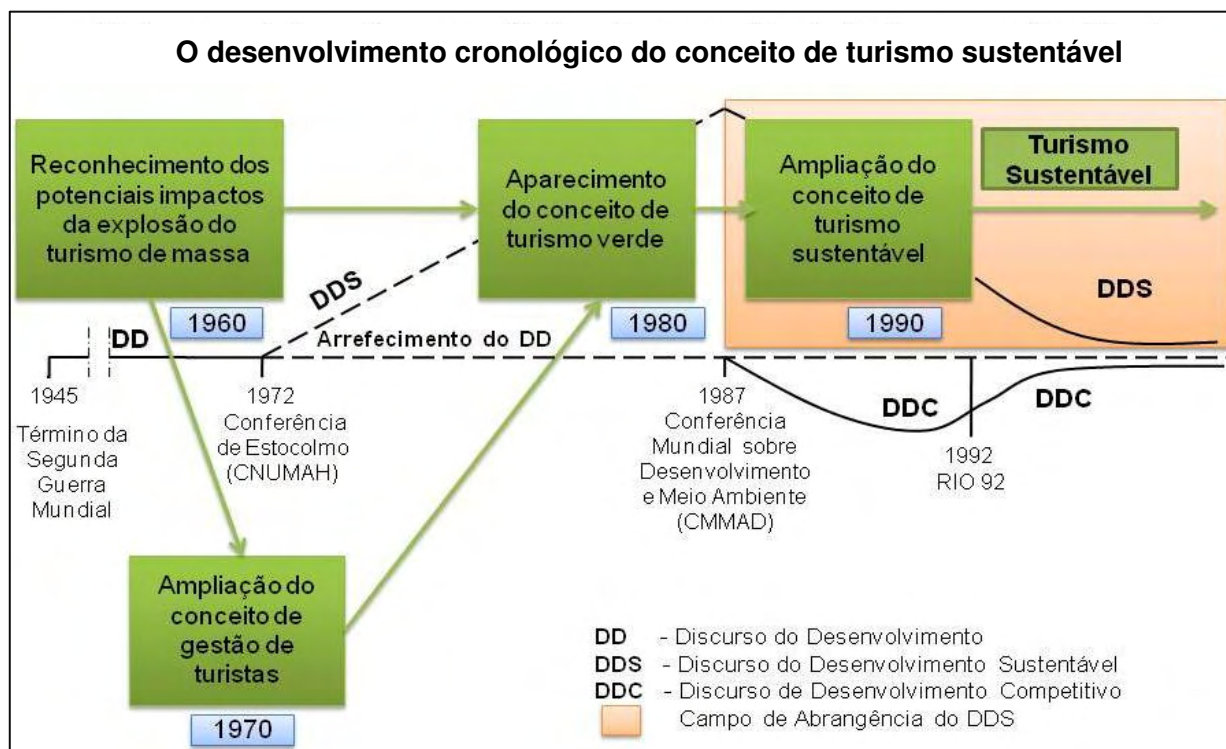 O desenvolvimento cronológico do conceito de turismo sustentável
Reconhecimento dos
potenciais impactos
da explosão do
turismo de massa
1960
Aparecimento
do conceito de
turismo verde
1980
Ampliação do
conceito de
turismo
sustentável
1990
Turismo
Sustentável
DDS
DDS
DD
Arrefecimento do DD
1945
Término da
Segunda
Guerra
Mundial
1972
Conferência
de Estocolmo
(CNUMAH)
1987
Conferência
Mundial sobre
Desenvolvimento
e Meio Ambiente
(CMMAD)
DDC
DDC
1992
RIO 92
Ampliação do
conceito de
gestão de
turistas
1970
DD - Discurso do Desenvolvimento
DDS - Discurso do Desenvolvimento Sustentável
DDC - Discurso de Desenvolvimento Competitivo
Campo de Abrangência do DDS